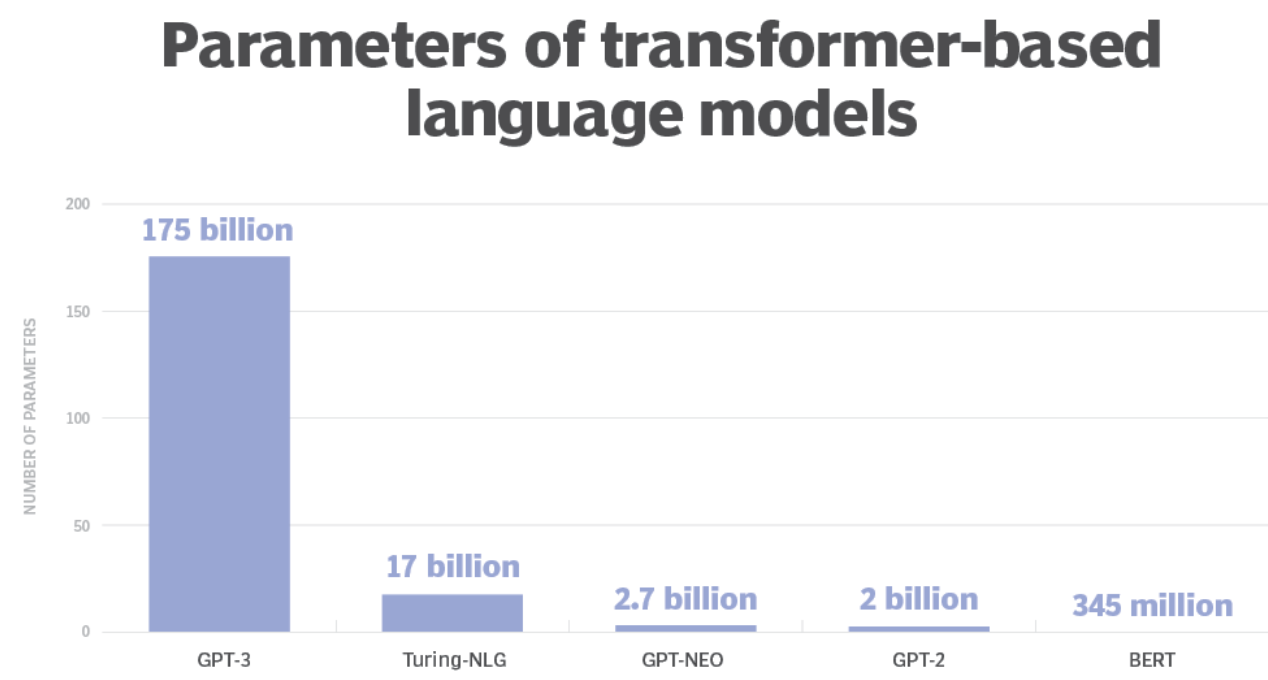 Parameters of transformer-based
language models
NUMBER OF PARAMETERS
200
150
100
50
0
175 billion
17 billion
2.7 billion
2 billion
345 million
GPT-3
Turing-NLG
GPT-NEO
GPT-2
BERT